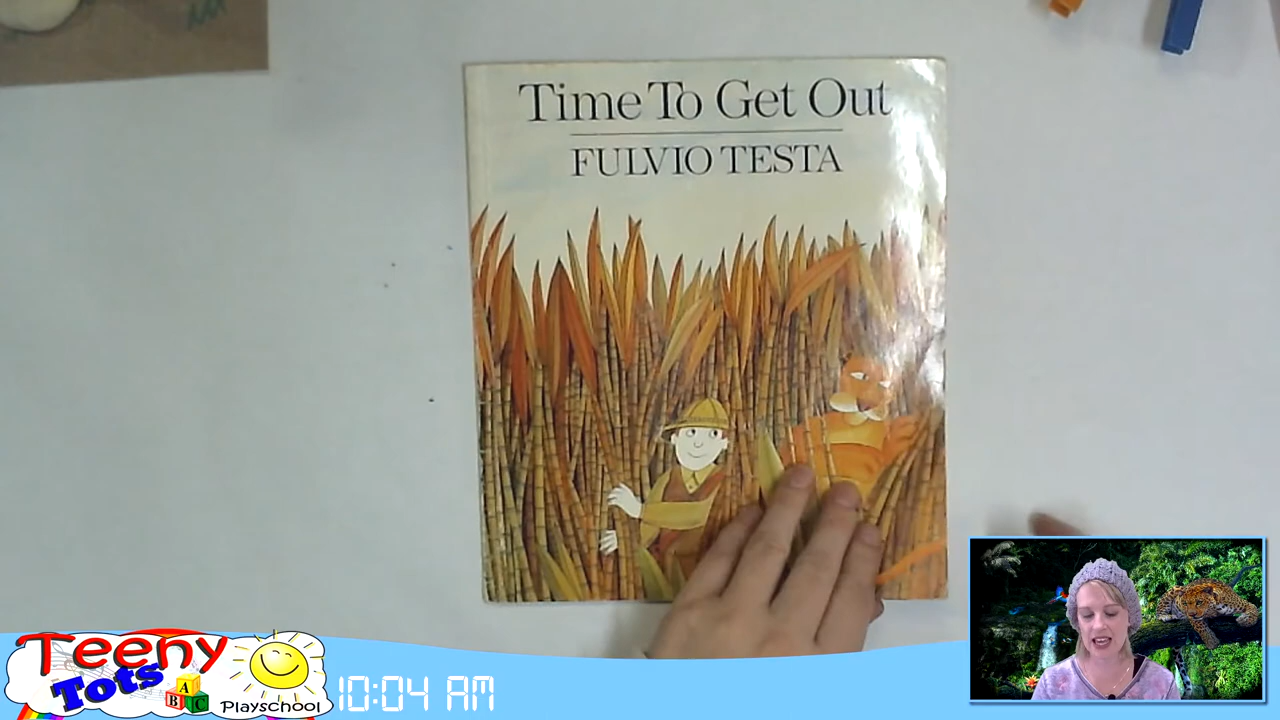 Time To Get Out
FULVIO TESTA
Teeny
Tots
A
B C
Playschool
10:04 AM